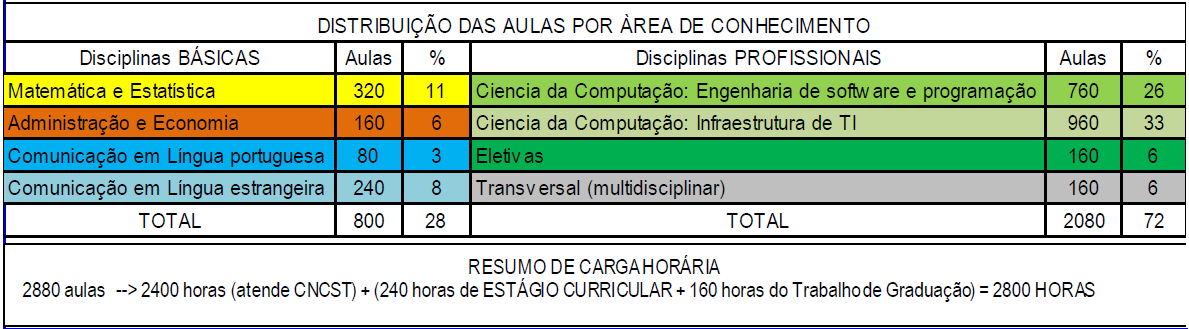 DISTRIBUIÇÃO DAS AULAS POR ÀREA DE CONHECIMENTO
Disciplinas BÁSICAS Aulas % Disciplinas PROFISSIONAIS Aulas %
Matemática e Estatística 320 11 Ciencia da Computação: Engenharia de software e programação 760 26
Administração e Economia 160 6 Ciencia da Computação: Infraestrutura de TI 960 33
Comunicação em Língua portuguesa 80 3 Eletivas 160 6
Comunicação em Língua estrangeira 240 8 Transversal (multidisciplinar) 160 6
TOTAL 800 28 TOTAL 2080 72
RESUMO DE CARGA HORÁRIA
2880 aulas --> 2400 horas (atende CNCST) + (240 horas de ESTÁGIO CURRICULAR + 160 horas do Trabalho de Graduação) = 2800 HORAS